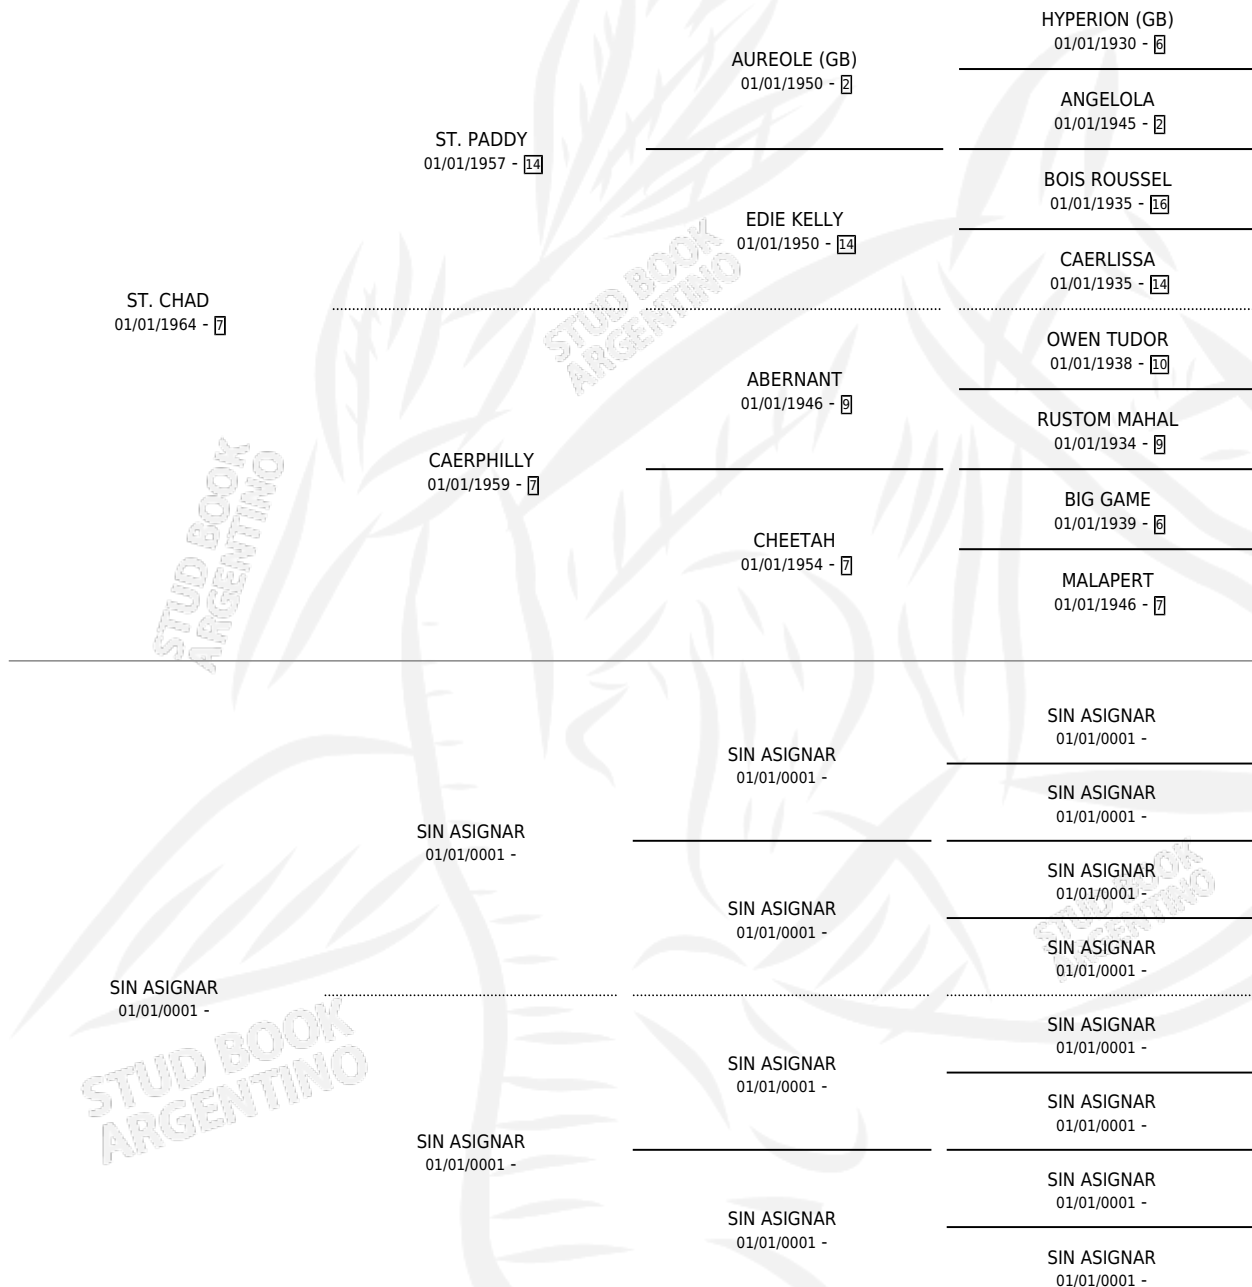 HYPERION (GB)
01/01/1930 - 6
AUREOLE (GB)
01/01/1950 - 2
ANGELOLA
01/01/1945 - 2
ST. PADDY
01/01/1957 - 14
BOIS ROUSSEL
01/01/1935 - 16
EDIE KELLY
01/01/1950 - 14
CAERLISSA
01/01/1935 - 14
STUD BOOK
ARGENTINO
ST. CHAD
01/01/1964 - 7
OWEN TUDOR
01/01/1938 - 10
ABERNANT
01/01/1946 - 9
RUSTOM MAHAL
01/01/1934 - 9
CAERPHILLY
01/01/1959 - 7
BIG GAME
01/01/1939 - 6
CHEETAH
01/01/1954 - 7
MALAPERT
01/01/1946 - 7
STUD BOOK
ARGENTINO
SIN ASIGNAR
01/01/0001 -
SIN ASIGNAR
01/01/0001 -
SIN ASIGNAR
01/01/0001 -
SIN ASIGNAR
01/01/0001 -
SIN ASIGNAR
01/01/0001 -
SIN ASIGNAR
01/01/0001 -
SIN ASIGNAR
01/01/0001 -
STUD BOOK
ARGENTINO
SIN ASIGNAR
01/01/0001 -
SIN ASIGNAR
01/01/0001 -
SIN ASIGNAR
01/01/0001 -
SIN ASIGNAR
01/01/0001 -
STUD BOOK
ARGENTINO
SIN ASIGNAR
01/01/0001 -
SIN ASIGNAR
01/01/0001 -
SIN ASIGNAR
01/01/0001 -
SIN ASIGNAR
01/01/0001 -